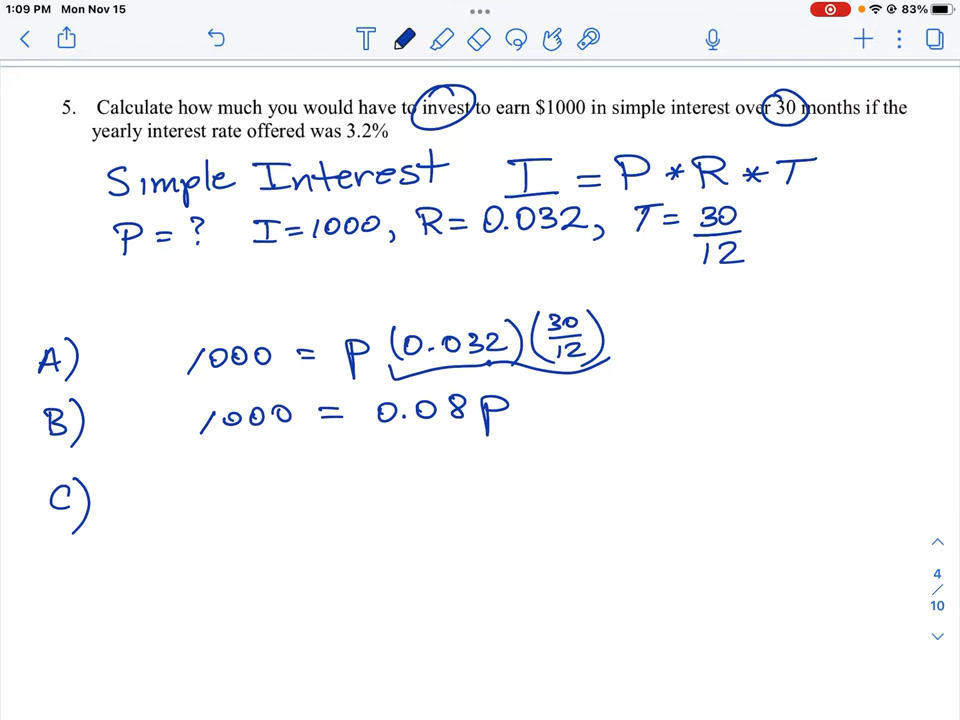 1:09 PM Mon Nov 15
83%
T
5. Calculate how much you would have to invest to earn $1000 in simple interest over 30 months if the
yearly interest rate offered was 3.2%
Simple Interest I = P * R * T
P = ? I = 1000, R = 0.032, T = 30/12
A) 1000 = P (0.032) (30/12)
B) 1000 = 0.08 P
C)
4
/
10